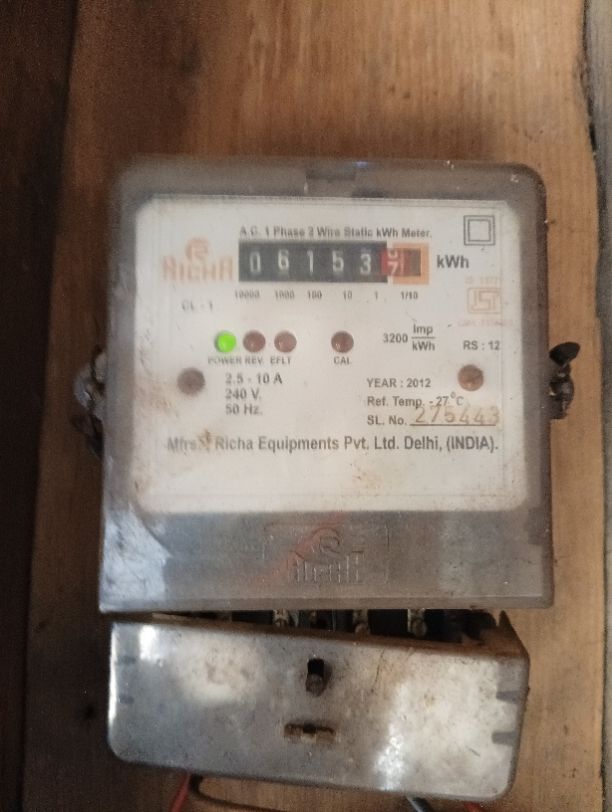 A.C. 1 Phase 2 Wire Static kWh Meter.
RICHA 06153 7 kWh
10000 1000 100 10 1 1/10
CL - 1
3200 Imp/kWh
RS : 12
POWER REV. EFLT CAL
2.5 - 10 A
240 V.
50 Hz.
YEAR : 2012
Ref. Temp. - 27 °C
SL. No. 275443
Mfrs. : Richa Equipments Pvt. Ltd. Delhi, (INDIA).
RICHA